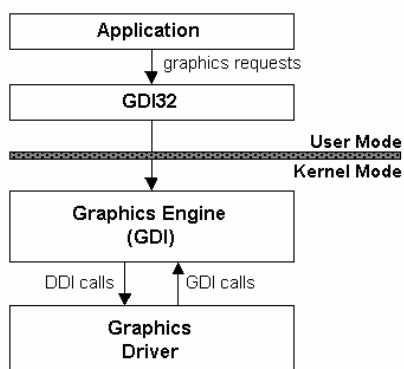 Application
graphics requests
GDI32
User Mode
Kernel Mode
Graphics Engine
(GDI)
DDI calls
GDI calls
Graphics
Driver